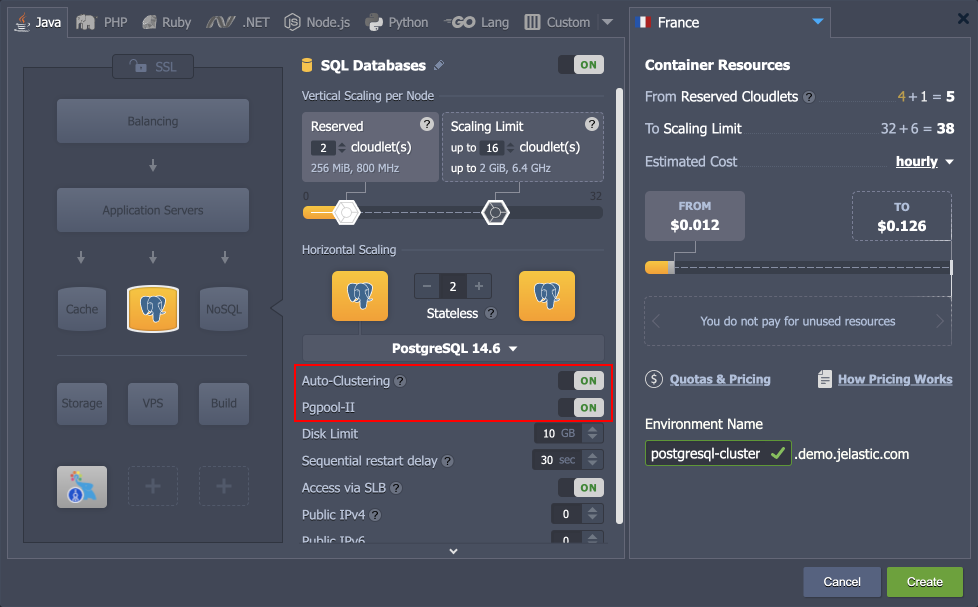 Java PHP Ruby .NET Node.js Python GO Lang Custom France
SSL
Balancing
Application Servers
Cache NoSQL
Storage VPS Build
SQL Databases ON
Vertical Scaling per Node
Reserved ?
2 cloudlet(s)
256 MiB, 800 MHz
Scaling Limit ?
up to 16 cloudlet(s)
up to 2 GiB, 6.4 GHz
0 32
Horizontal Scaling
2
Stateless ?
PostgreSQL 14.6
Auto-Clustering ? ON
Pgpool-II ON
Disk Limit 10 GB
Sequential restart delay ? 30 sec
Access via SLB ? ON
Public IPv4 ? 0
Public IPv6 0
Container Resources
From Reserved Cloudlets ? 4 + 1 = 5
To Scaling Limit 32 + 6 = 38
Estimated Cost hourly
FROM
$0.012
TO
$0.126
You do not pay for unused resources
$ Quotas & Pricing How Pricing Works
Environment Name
postgresql-cluster .demo.jelastic.com
Cancel Create